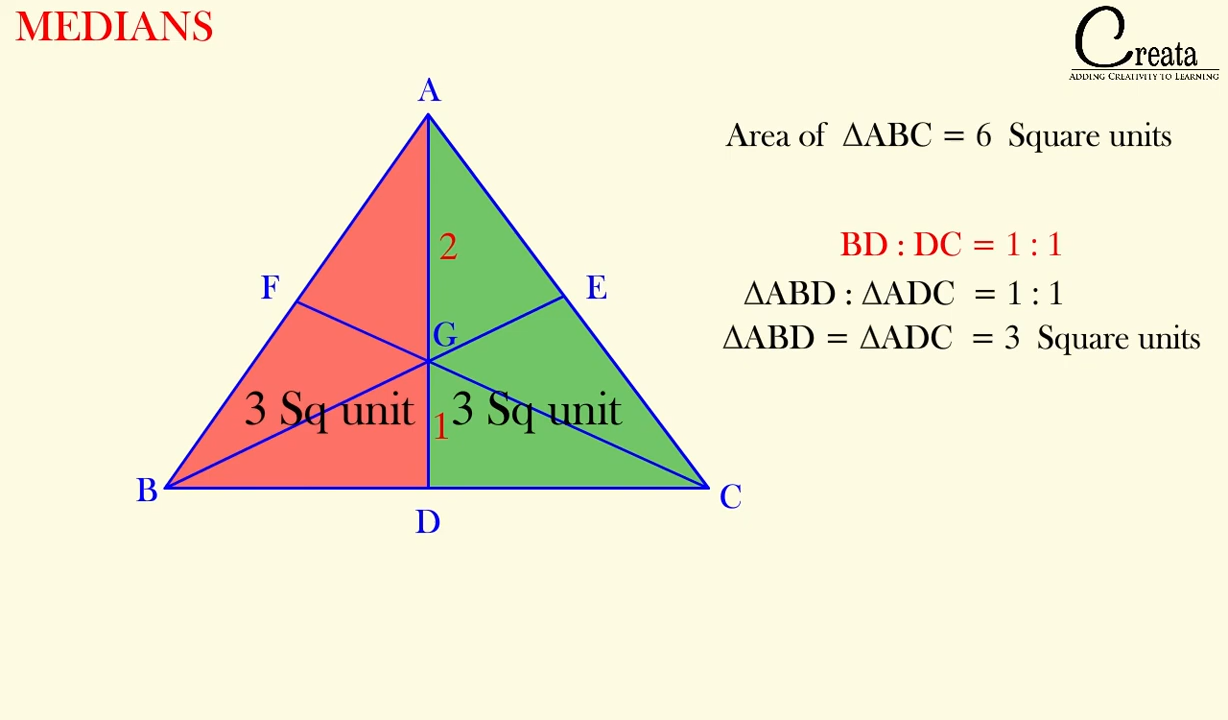 MEDIANS
Creata
ADDING CREATIVITY TO LEARNING
A
Area of ΔABC = 6 Square units
2
BD : DC = 1 : 1
F
E
ΔABD : ΔADC = 1 : 1
G
ΔABD = ΔADC = 3 Square units
3 Sq unit
1
3 Sq unit
B
C
D